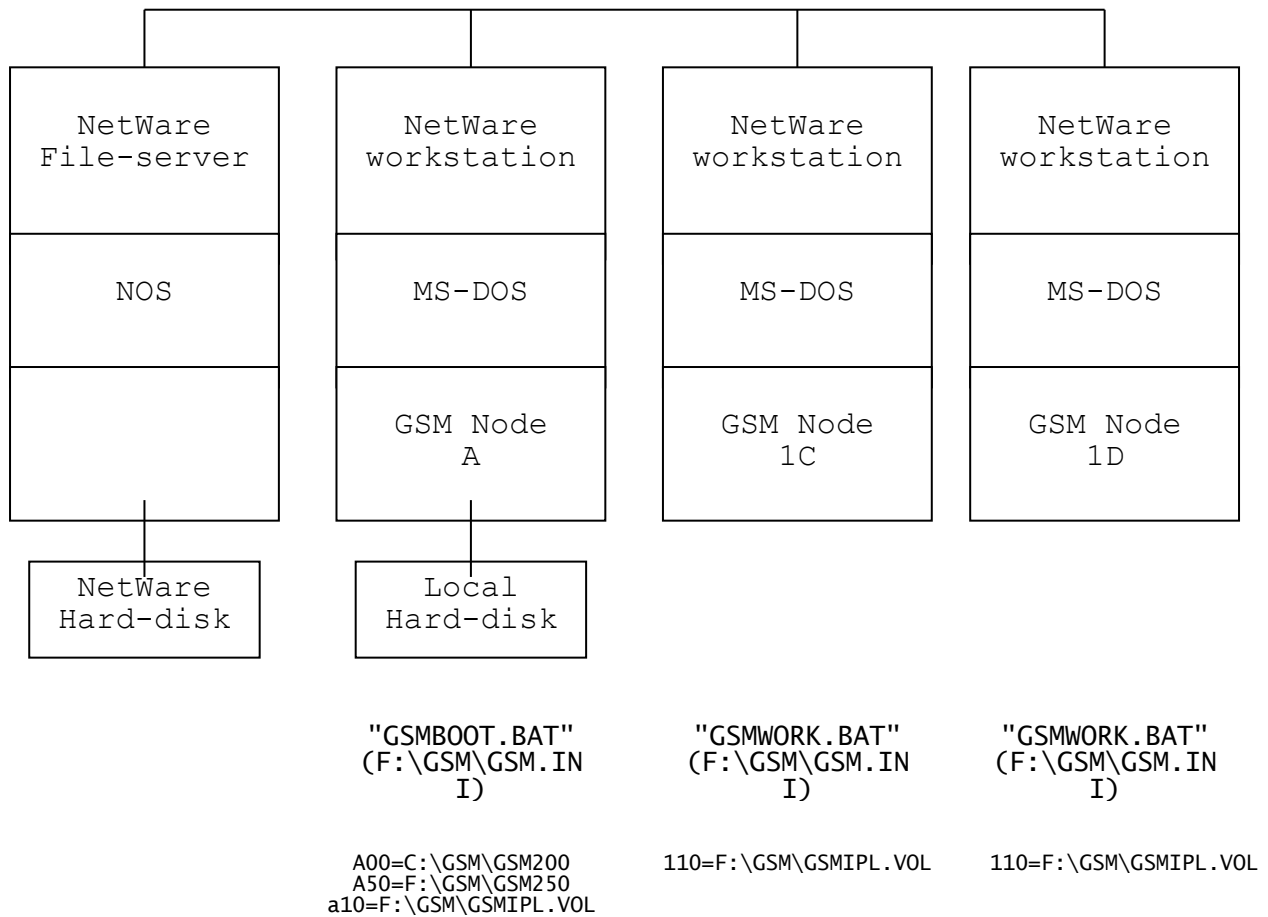 NetWare
File-server
NetWare
workstation
NetWare
workstation
NetWare
workstation
NOS
MS-DOS
MS-DOS
MS-DOS
GSM Node
A
GSM Node
1C
GSM Node
1D
NetWare
Hard-disk
Local
Hard-disk
"GSMBOOT.BAT"
(F:\GSM\GSM.IN
I)
"GSMWORK.BAT"
(F:\GSM\GSM.IN
I)
"GSMWORK.BAT"
(F:\GSM\GSM.IN
I)
A00=C:\GSM\GSM200
A50=F:\GSM\GSM250
a10=F:\GSM\GSMIPL.VOL
110=F:\GSM\GSMIPL.VOL
110=F:\GSM\GSMIPL.VOL